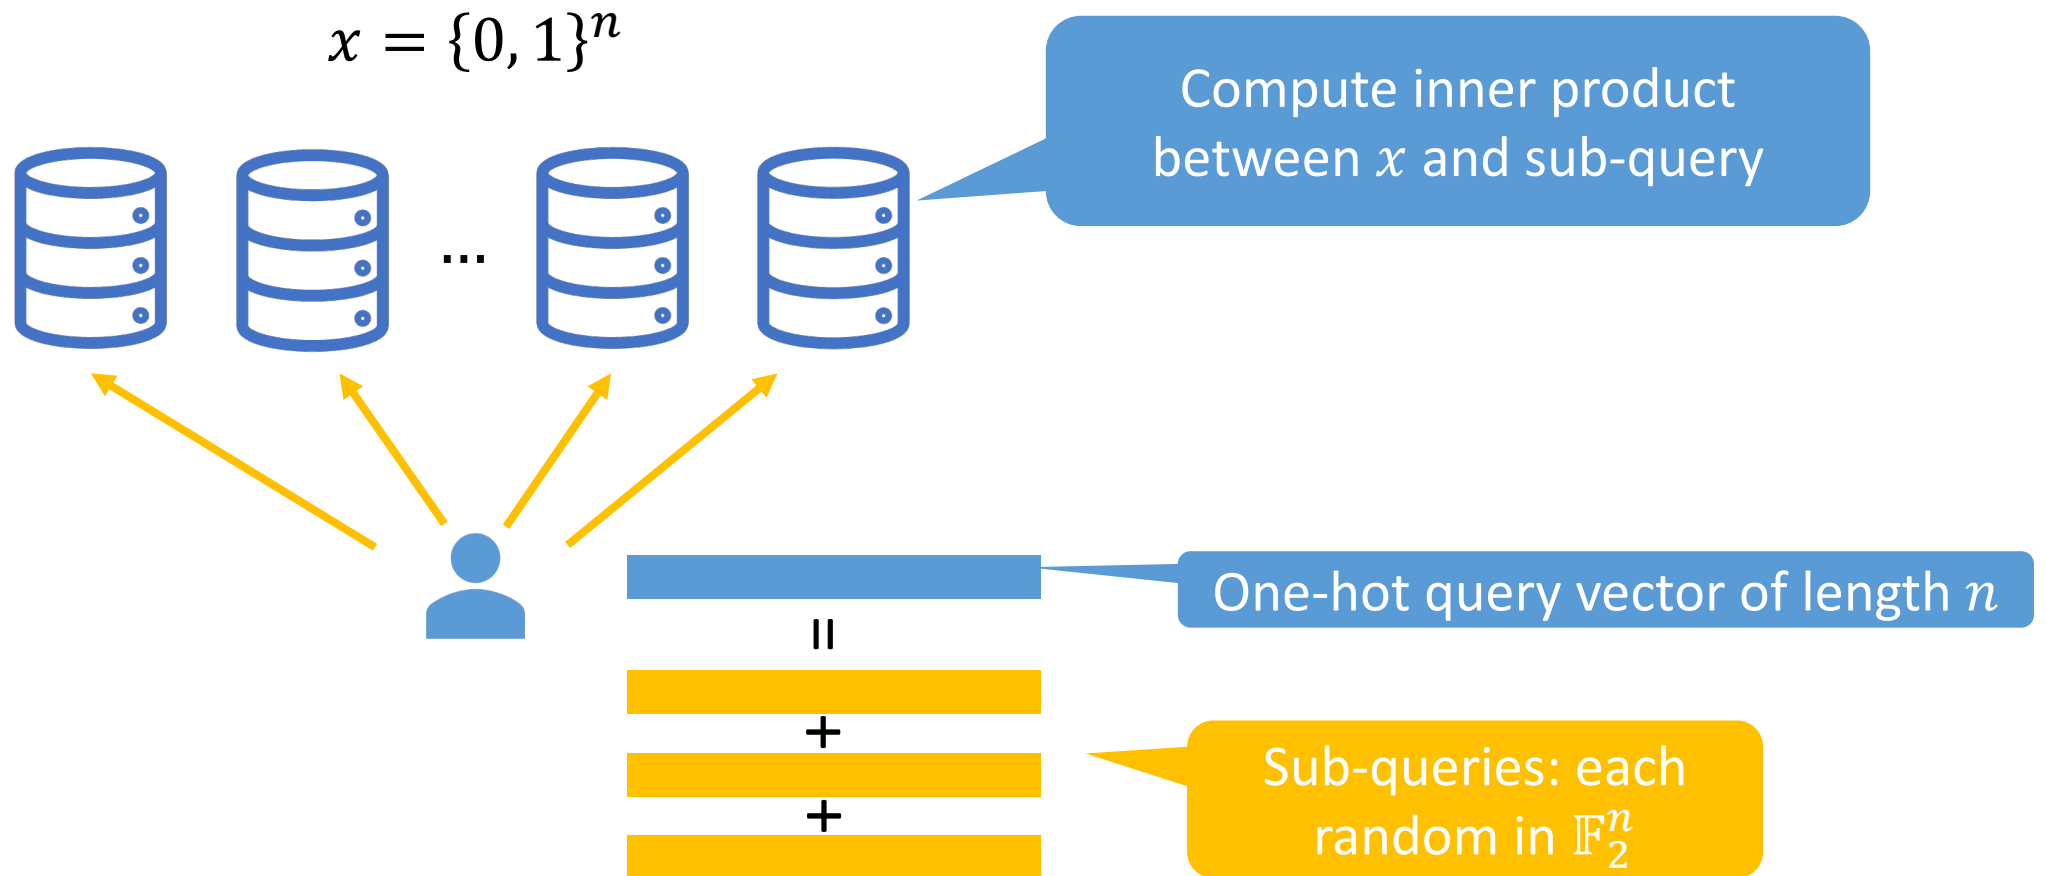 𝑥 = {0, 1}ⁿ
Compute inner product
between 𝑥 and sub-query
...
One-hot query vector of length 𝑛
=
+
Sub-queries: each
random in 𝔽₂ⁿ
+